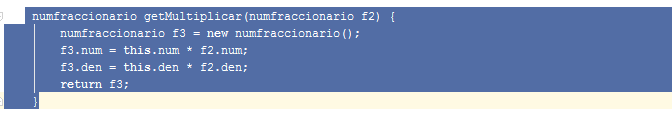 numfraccionario getMultiplicar(numfraccionario f2) {
numfraccionario f3 = new numfraccionario();
f3.num = this.num * f2.num;
f3.den = this.den * f2.den;
return f3;
}